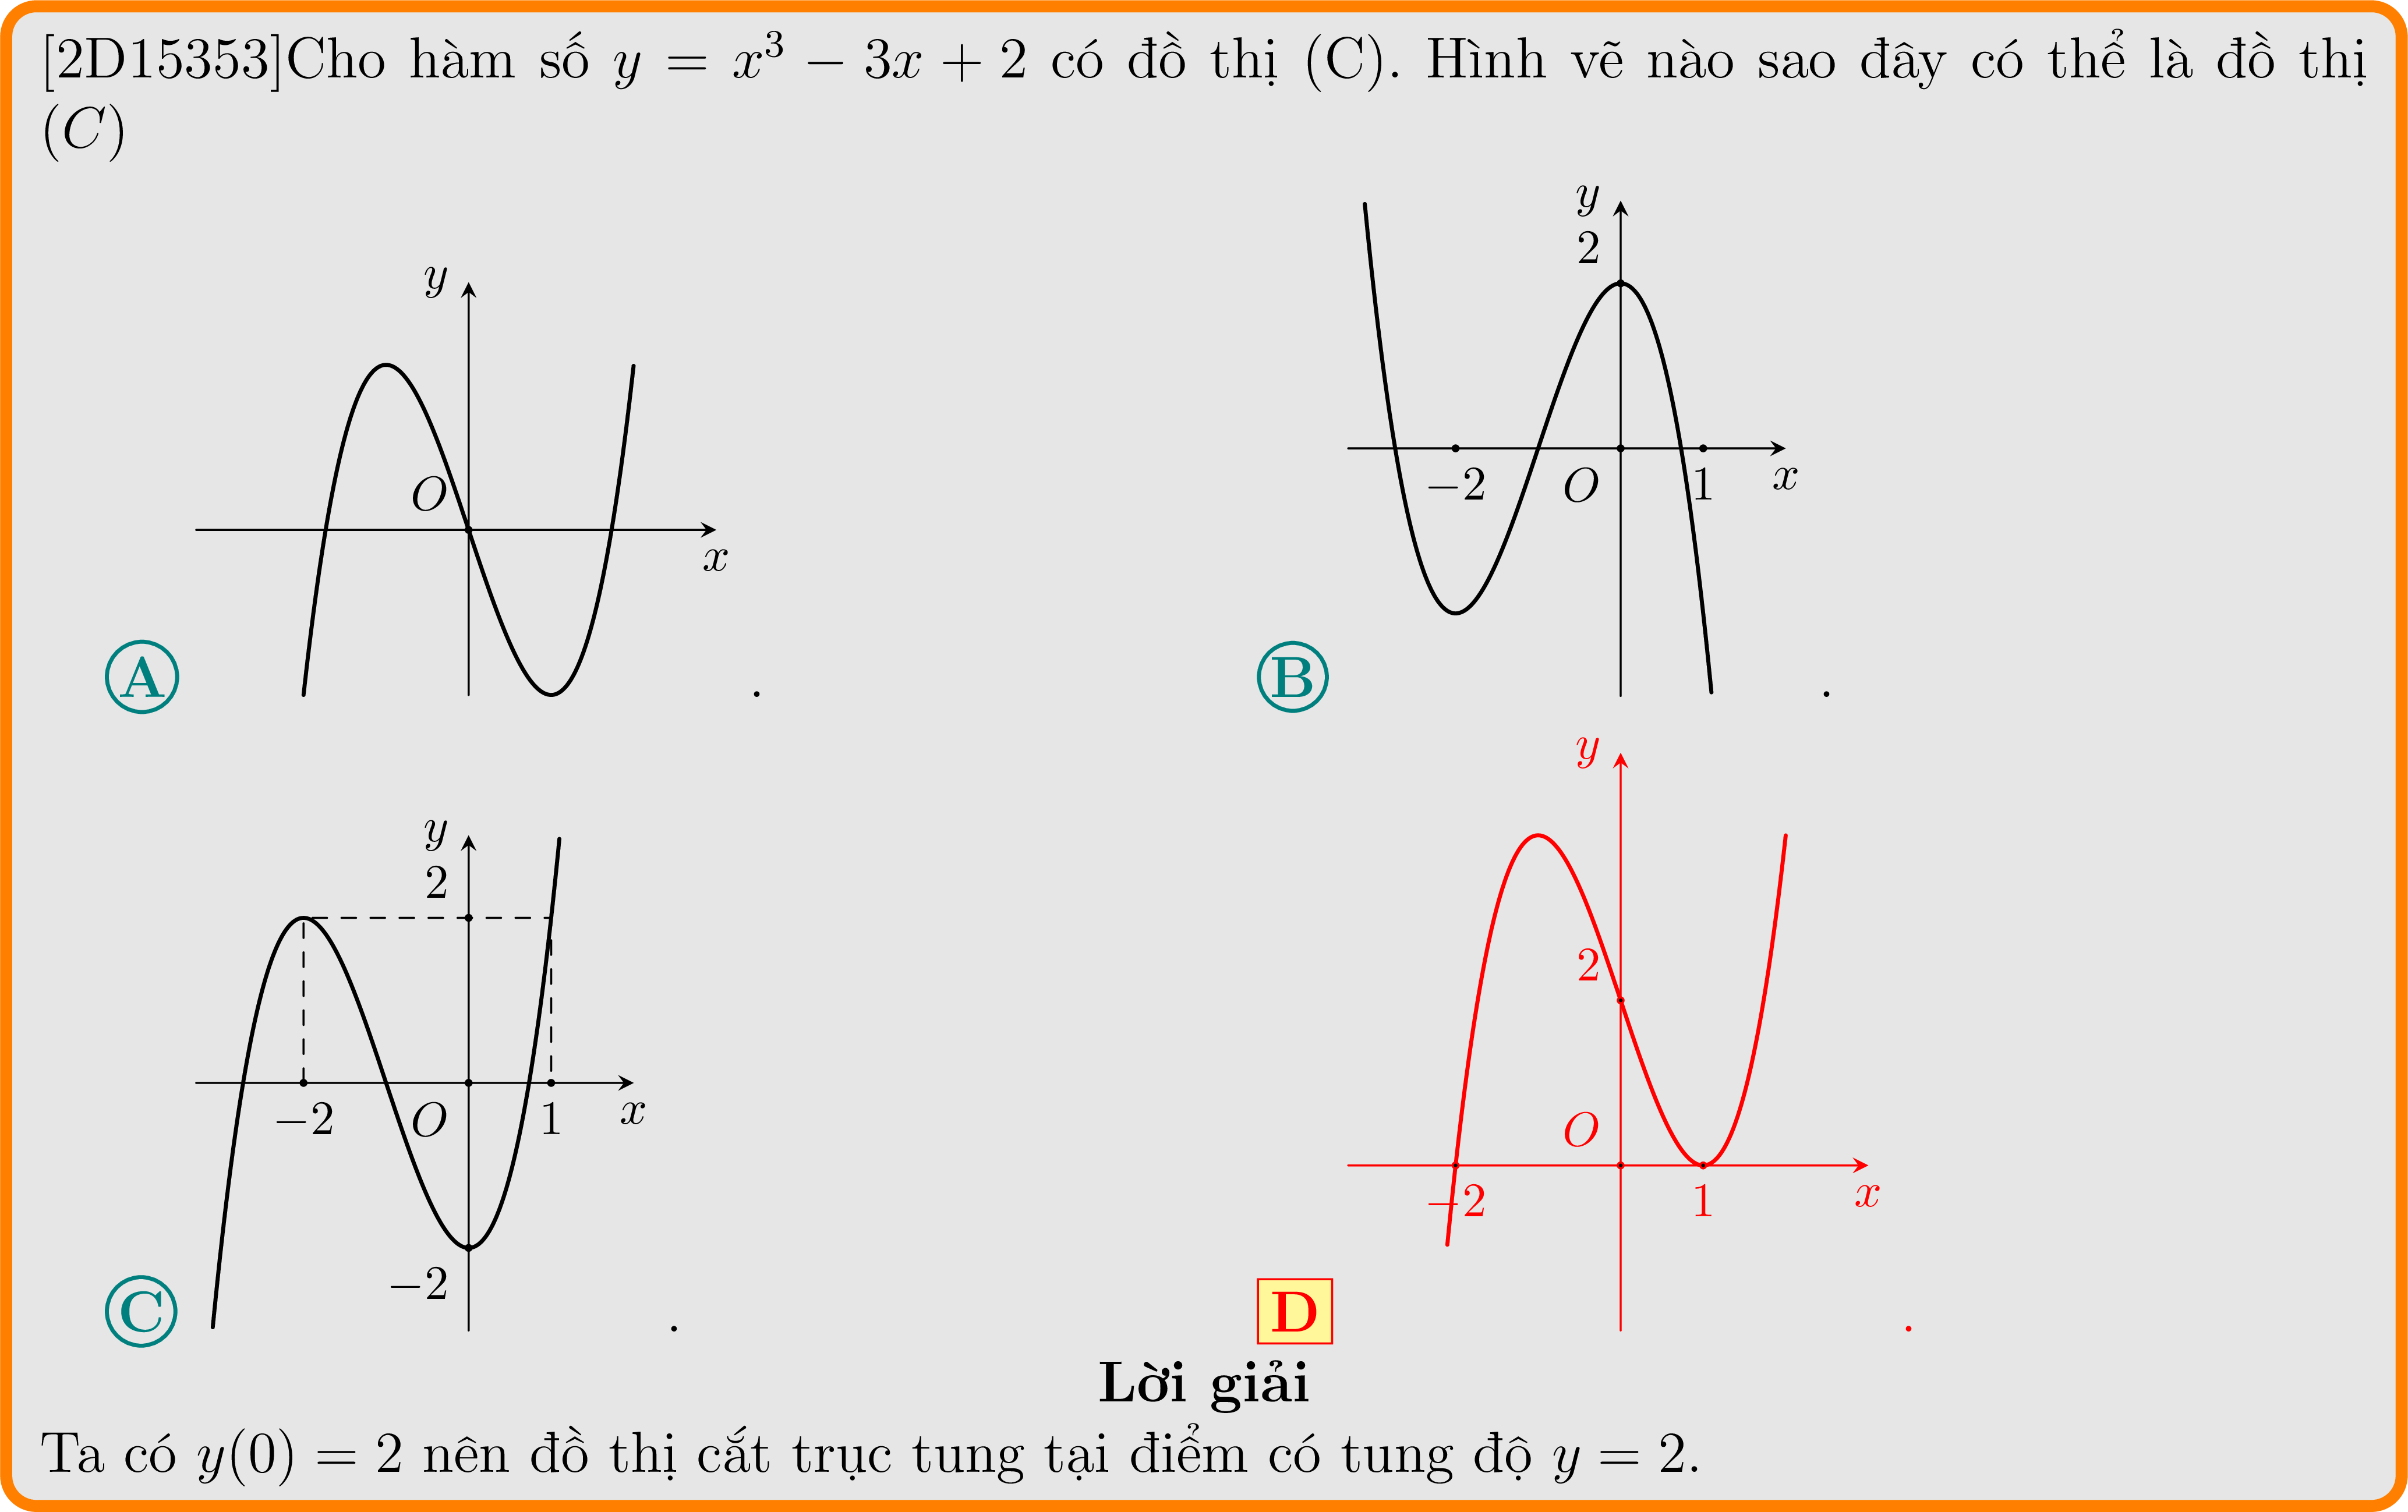 [2D15353]Cho hàm số y = x³ − 3x + 2 có đồ thị (C). Hình vẽ nào sao đây có thể là đồ thị
(C)
y
O
x
A .
y
2
−2 O 1 x
B .
y
2
−2 O 1 x
−2
C .
y
2
O
−2 1 x
D .
Lời giải
Ta có y(0) = 2 nên đồ thị cắt trục tung tại điểm có tung độ y = 2.